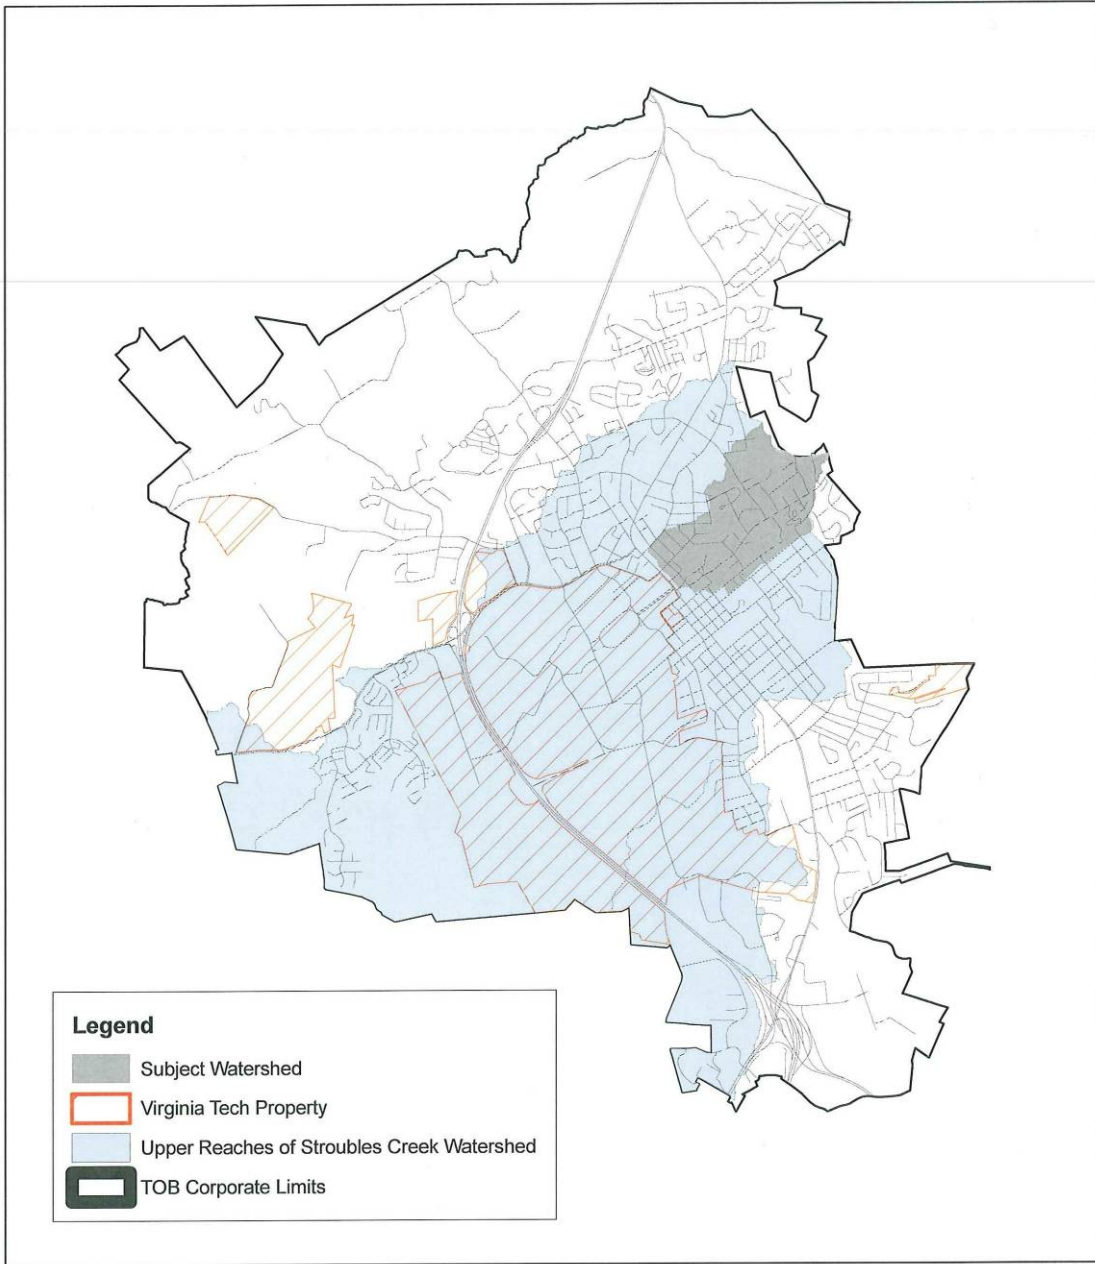 Legend
Subject Watershed
Virginia Tech Property
Upper Reaches of Stroubles Creek Watershed
TOB Corporate Limits